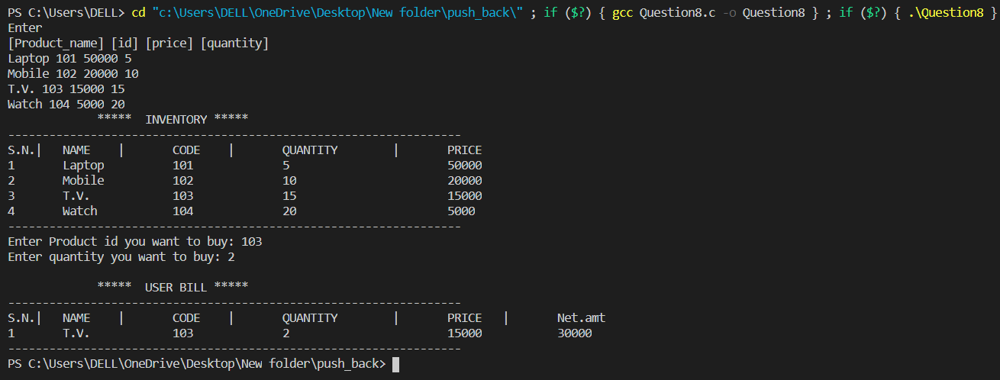 PS C:\Users\DELL> cd "c:\Users\DELL\OneDrive\Desktop\New folder\push_back\" ; if ($?) { gcc Question8.c -o Question8 } ; if ($?) { .\Question8 }
Enter
[Product_name] [id] [price] [quantity]
Laptop 101 50000 5
Mobile 102 20000 10
T.V. 103 15000 15
Watch 104 5000 20
***** INVENTORY *****
------------------------------------------------------------------
S.N.| NAME | CODE | QUANTITY | PRICE
1 Laptop 101 5 50000
2 Mobile 102 10 20000
3 T.V. 103 15 15000
4 Watch 104 20 5000
------------------------------------------------------------------
Enter Product id you want to buy: 103
Enter quantity you want to buy: 2
***** USER BILL *****
------------------------------------------------------------------
S.N.| NAME | CODE | QUANTITY | PRICE | Net.amt
1 T.V. 103 2 15000 30000
------------------------------------------------------------------
PS C:\Users\DELL\OneDrive\Desktop\New folder\push_back>